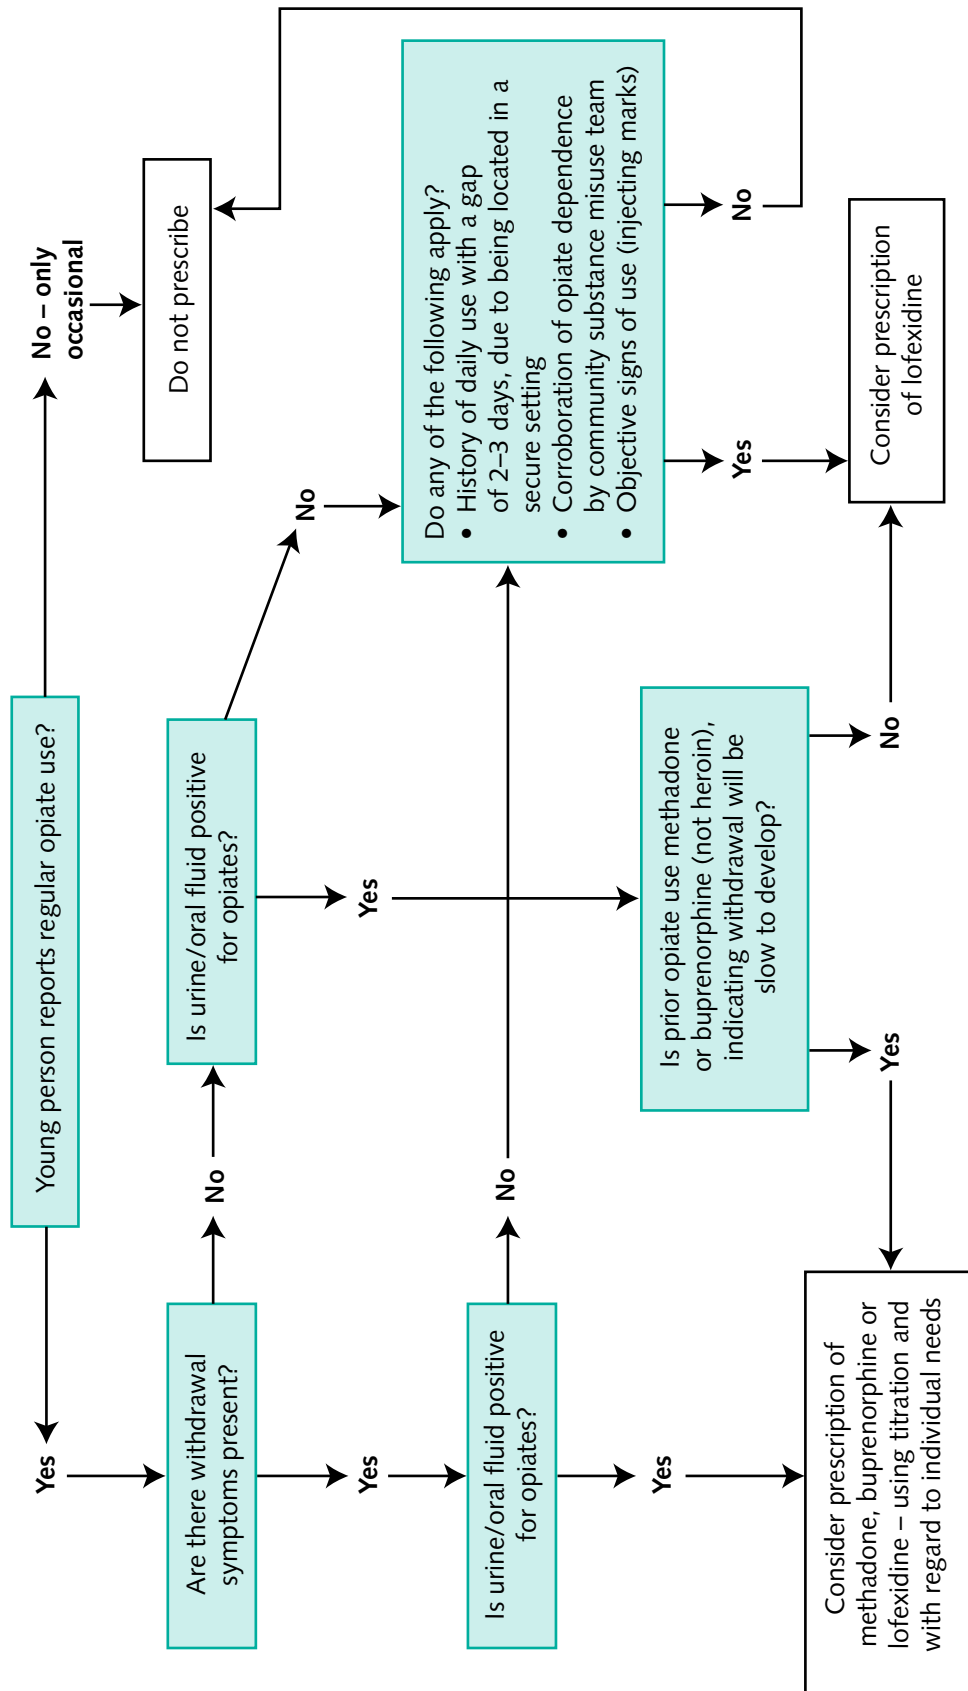 Young person reports regular opiate use?
Yes
No – only
occasional
Are there withdrawal
symptoms present?
No
Is urine/oral fluid positive
for opiates?
No
Do not prescribe
Yes
Yes
Is urine/oral fluid positive
for opiates?
No
Do any of the following apply?
• History of daily use with a gap
of 2–3 days, due to being located in a
secure setting
• Corroboration of opiate dependence
by community substance misuse team
• Objective signs of use (injecting marks)
Yes
Is prior opiate use methadone
or buprenorphine (not heroin),
indicating withdrawal will be
slow to develop?
Yes
No
Yes
No
Consider prescription of
methadone, buprenorphine or
lofexidine – using titration and
with regard to individual needs
Consider prescription
of lofexidine